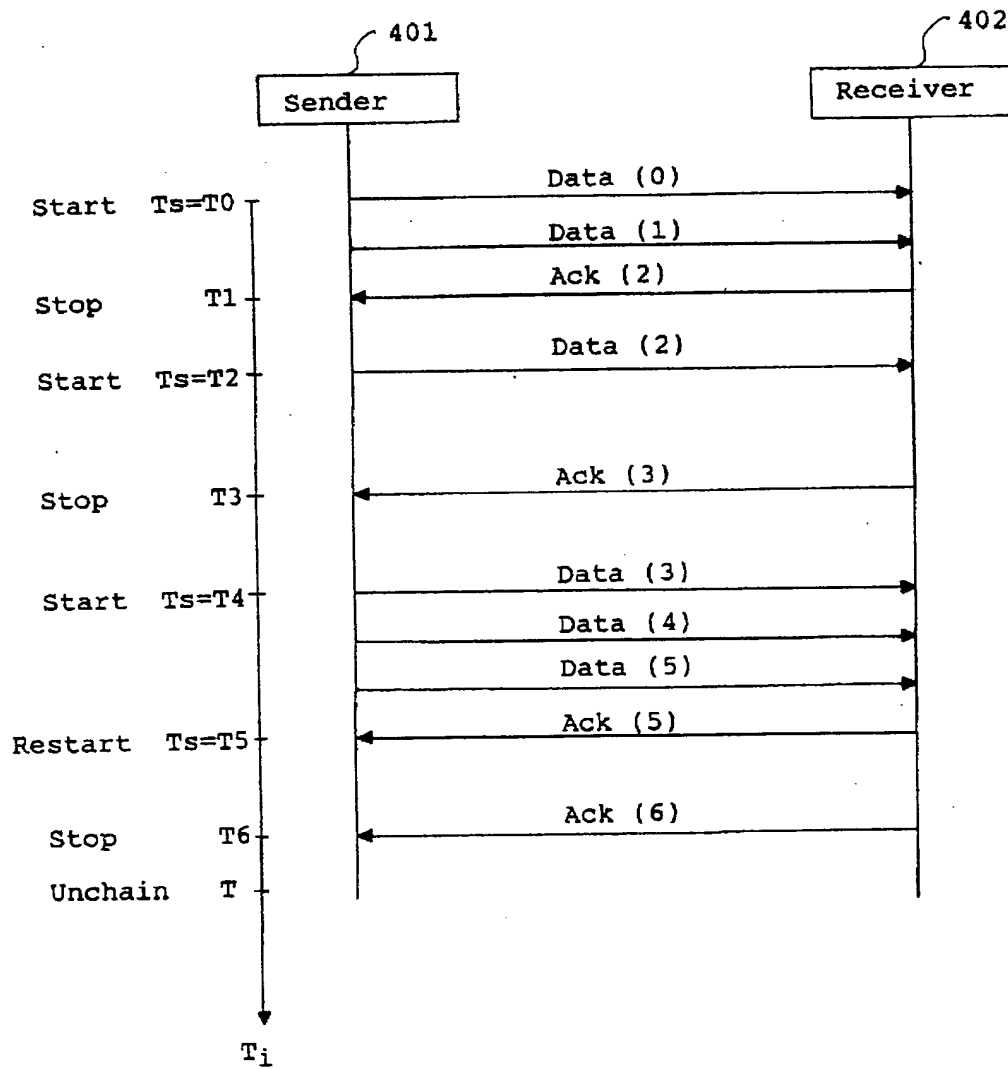 401
402
Sender
Receiver
Data (0)
Start Ts=T0
Data (1)
Ack (2)
Stop T1
Data (2)
Start Ts=T2
Ack (3)
Stop T3
Data (3)
Start Ts=T4
Data (4)
Data (5)
Ack (5)
Restart Ts=T5
Ack (6)
Stop T6
Unchain T
Ti